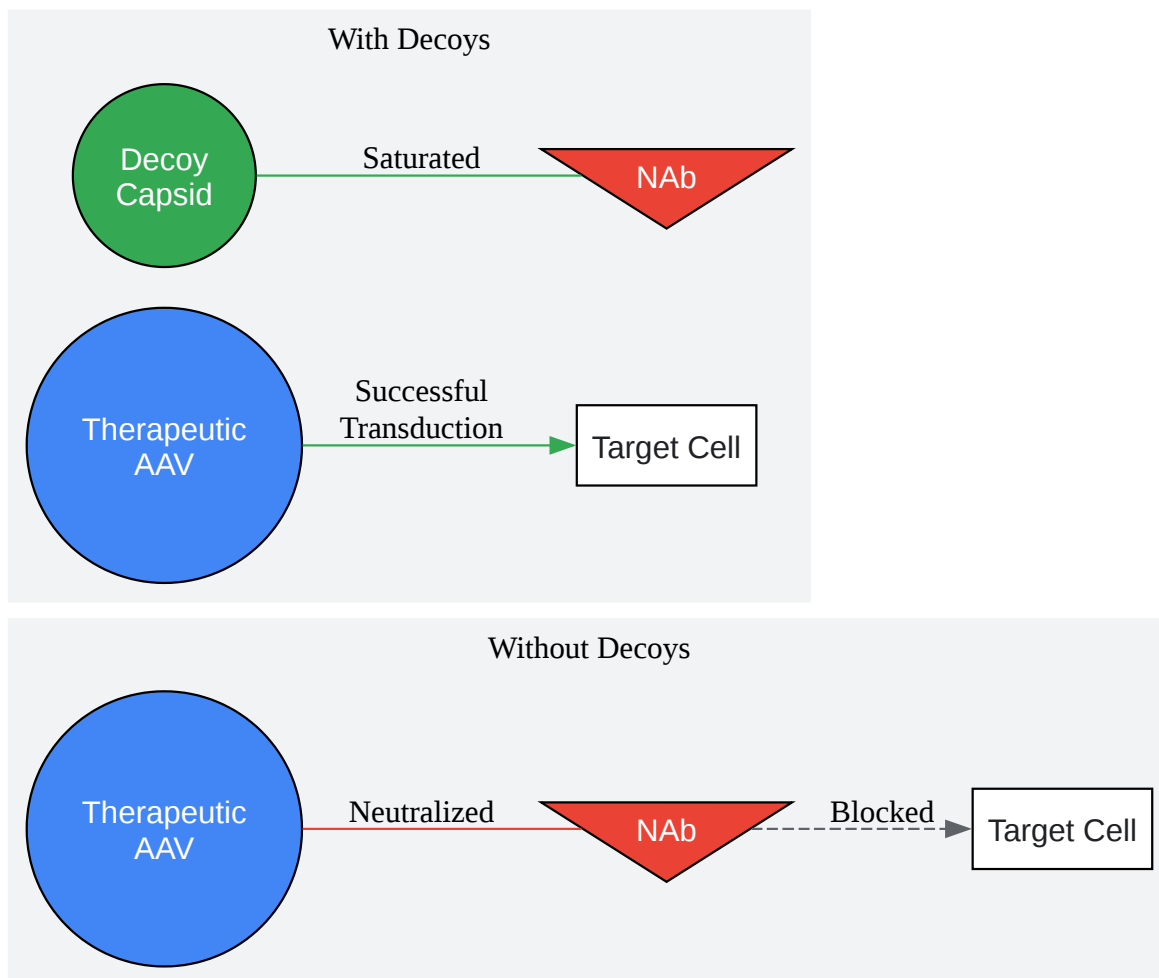 With Decoys
Decoy
Capsid
Saturated
NAb
Therapeutic
AAV
Successful
Transduction
Target Cell
Without Decoys
Therapeutic
AAV
Neutralized
NAb
Blocked
Target Cell